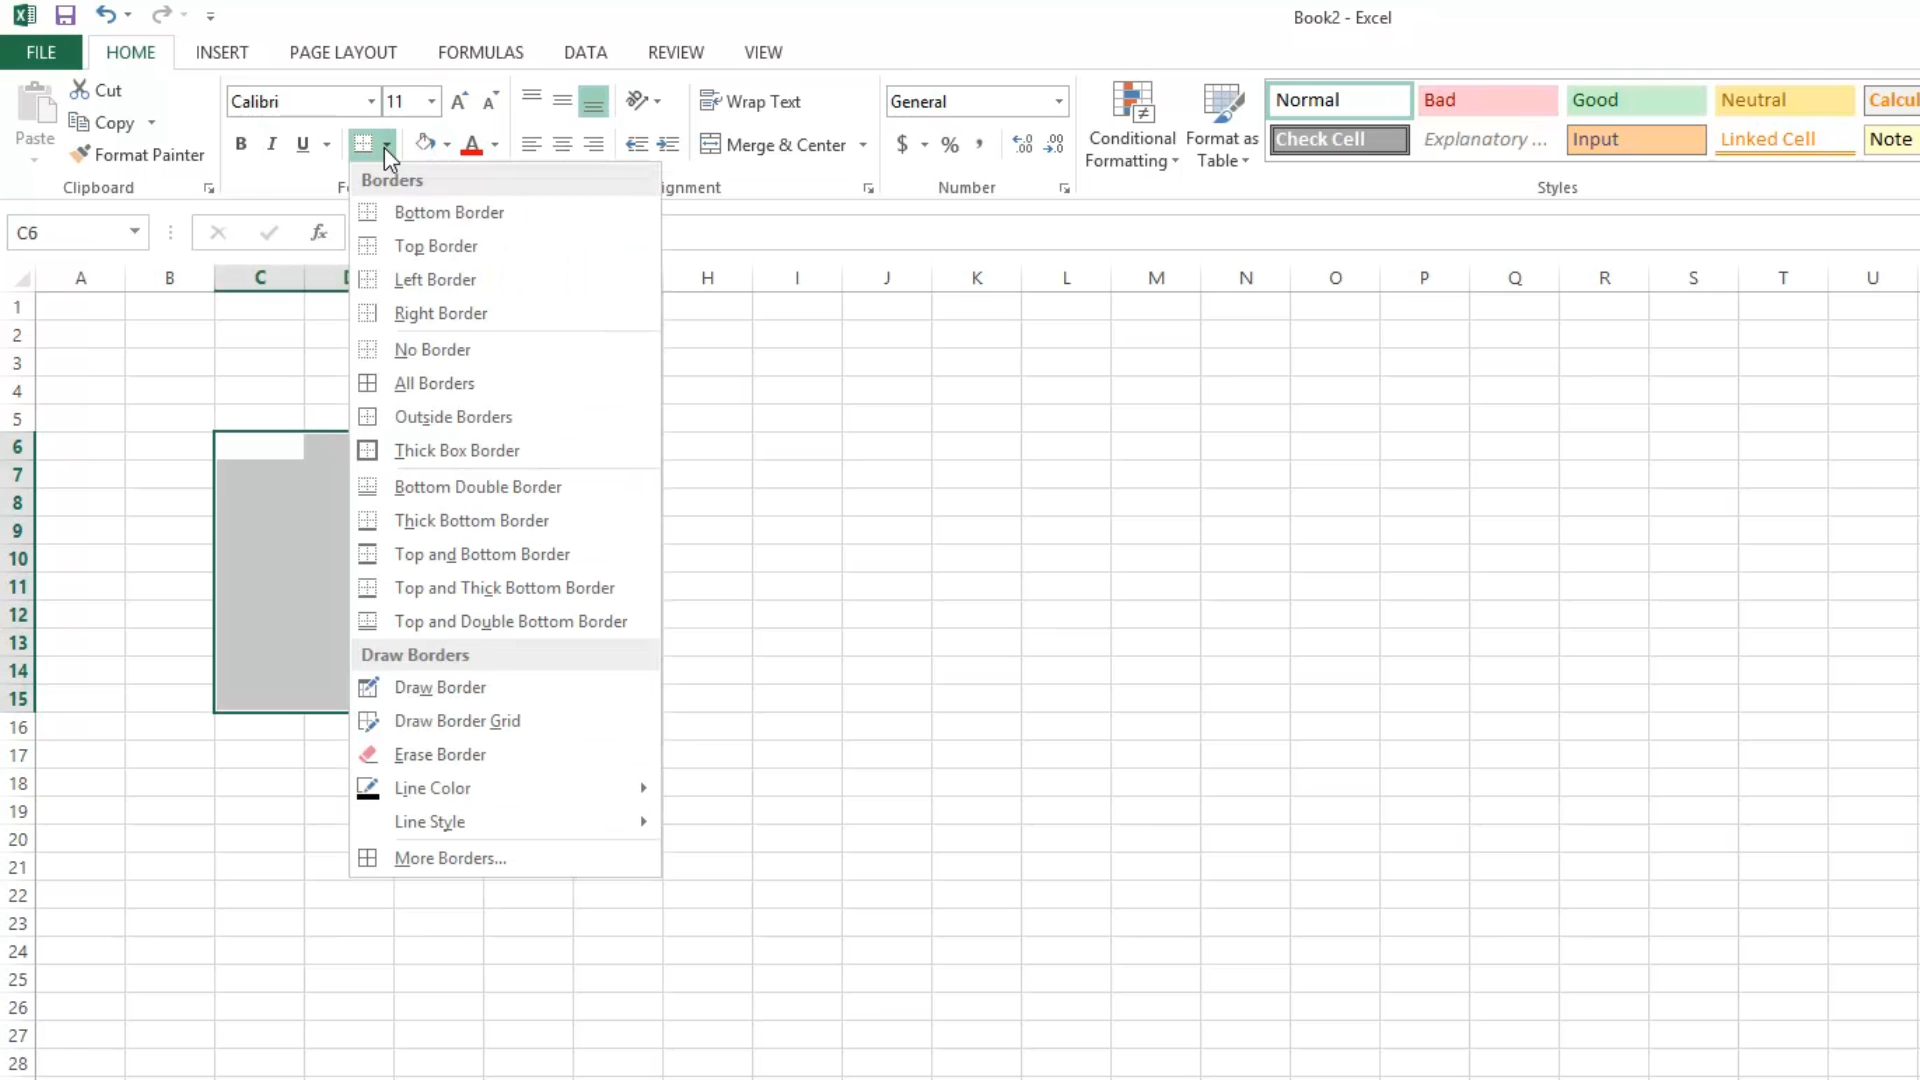 Book2 - Excel
FILE HOME INSERT PAGE LAYOUT FORMULAS DATA REVIEW VIEW
Paste
Cut
Copy
Format Painter
Clipboard
Calibri 11
B I U
Wrap Text
Merge & Center
General
$ % ,
Number
Conditional
Formatting
Format as
Table
Normal Bad Good Neutral
Check Cell Explanatory ... Input Linked Cell Note
Styles
C6
fx
A B C H I J K L M N O P Q R S T U
Borders
Bottom Border
Top Border
Left Border
Right Border
No Border
All Borders
Outside Borders
Thick Box Border
Bottom Double Border
Thick Bottom Border
Top and Bottom Border
Top and Thick Bottom Border
Top and Double Bottom Border
Draw Borders
Draw Border
Draw Border Grid
Erase Border
Line Color
Line Style
More Borders...
1
2
3
4
5
6
7
8
9
10
11
12
13
14
15
16
17
18
19
20
21
22
23
24
25
26
27
28